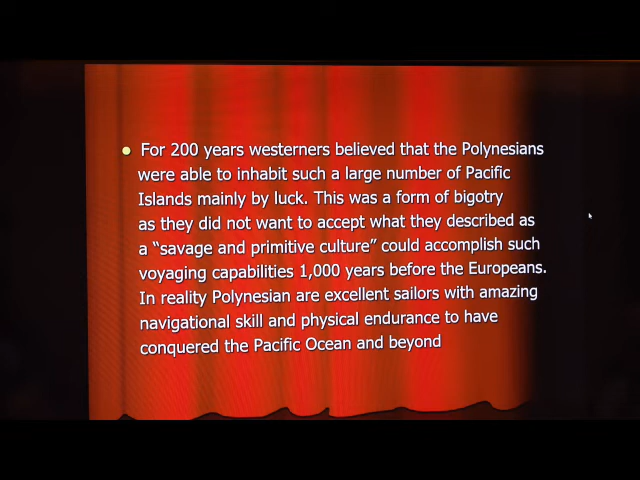 For 200 years westerners believed that the Polynesians
were able to inhabit such a large number of Pacific
Islands mainly by luck. This was a form of bigotry
as they did not want to accept what they described as
a “savage and primitive culture” could accomplish such
voyaging capabilities 1,000 years before the Europeans.
In reality Polynesian are excellent sailors with amazing
navigational skill and physical endurance to have
conquered the Pacific Ocean and beyond